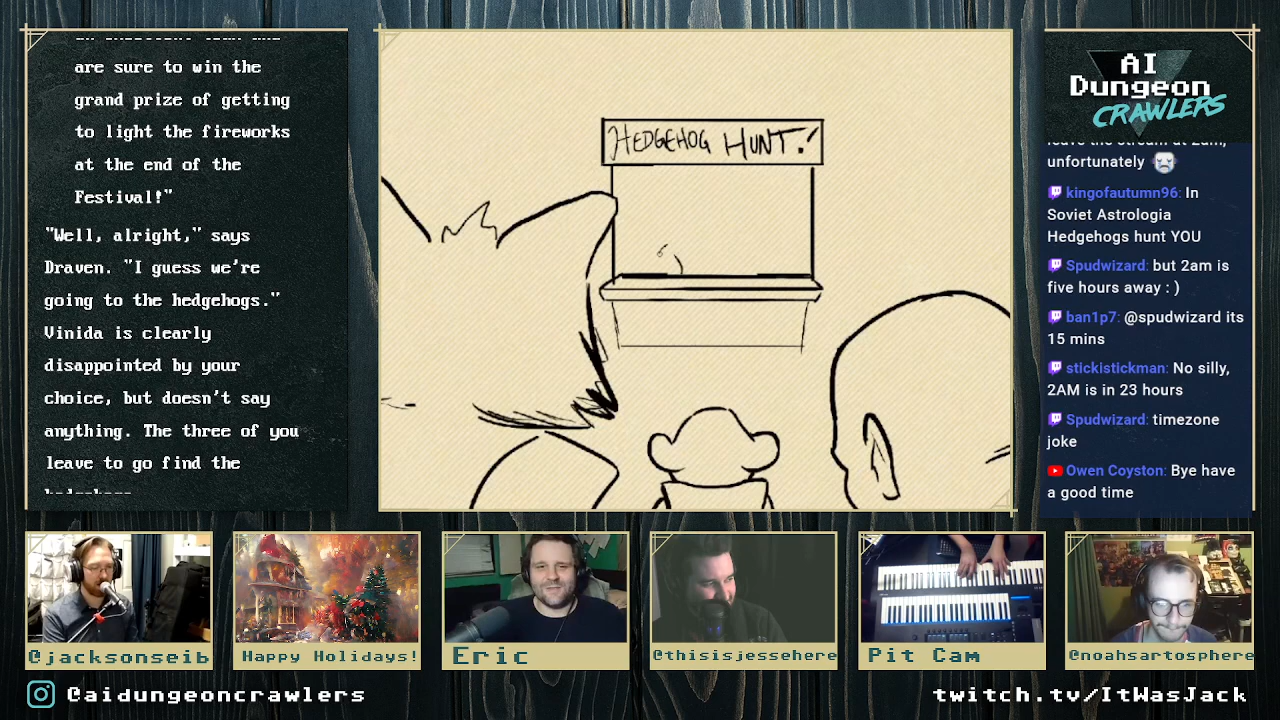 are sure to win the
grand prize of getting
to light the fireworks
at the end of the
Festival!"
"Well, alright," says
Draven. "I guess we're
going to the hedgehogs."
Vinida is clearly
disappointed by your
choice, but doesn't say
anything. The three of you
leave to go find the
HEDGEHOG HUNT!
AI
Dungeon
CRAWLERS
leave the stream at 2am,
unfortunately
kingofautumn96: In
Soviet Astrologia
Hedgehogs hunt YOU
Spudwizard: but 2am is
five hours away : )
ban1p7: @spudwizard its
15 mins
stickistickman: No silly,
2AM is in 23 hours
Spudwizard: timezone
joke
Owen Coyston: Bye have
a good time
@jacksonseib
Happy Holidays!
Eric
@thisisjessehere
Pit Cam
@noahsartosphere
@aidungeoncrawlers
twitch.tv/ItWasJack